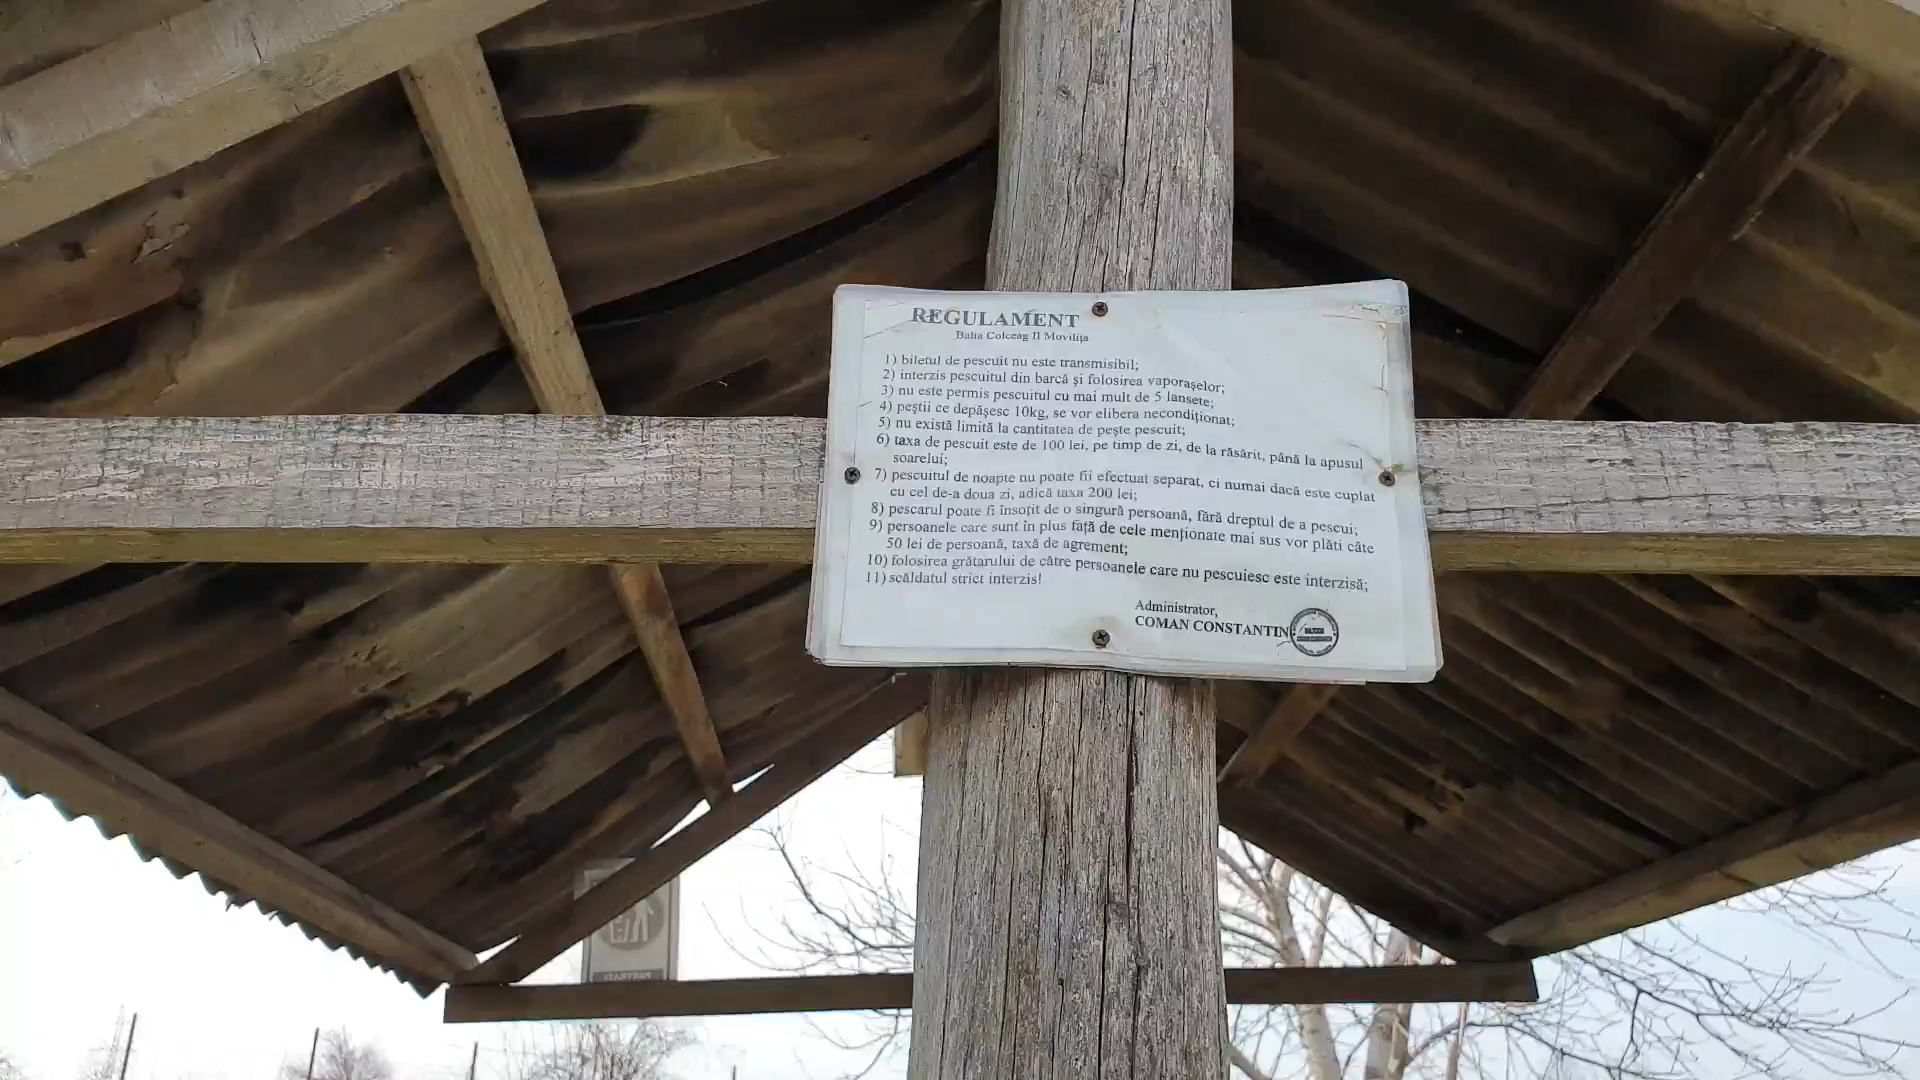 REGULAMENT
Balta Colceag II Movilița
1) biletul de pescuit nu este transmisibil;
2) interzis pescuitul din barcă și folosirea vaporașelor;
3) nu este permis pescuitul cu mai mult de 5 lansete;
4) peștii ce depășesc 10kg, se vor elibera necondiționat;
5) nu există limită la cantitatea de pește pescuit;
6) taxa de pescuit este de 100 lei, pe timp de zi, de la răsărit, până la apusul
soarelui;
7) pescuitul de noapte nu poate fii efectuat separat, ci numai dacă este cuplat
cu cel de-a doua zi, adică taxa 200 lei;
8) pescarul poate fi însoțit de o singură persoană, fără dreptul de a pescui;
9) persoanele care sunt în plus față de cele menționate mai sus vor plăti câte
50 lei de persoană, taxă de agrement;
10) folosirea grătarului de către persoanele care nu pescuiesc este interzisă;
11) scăldatul strict interzis!
Administrator,
COMAN CONSTANTIN